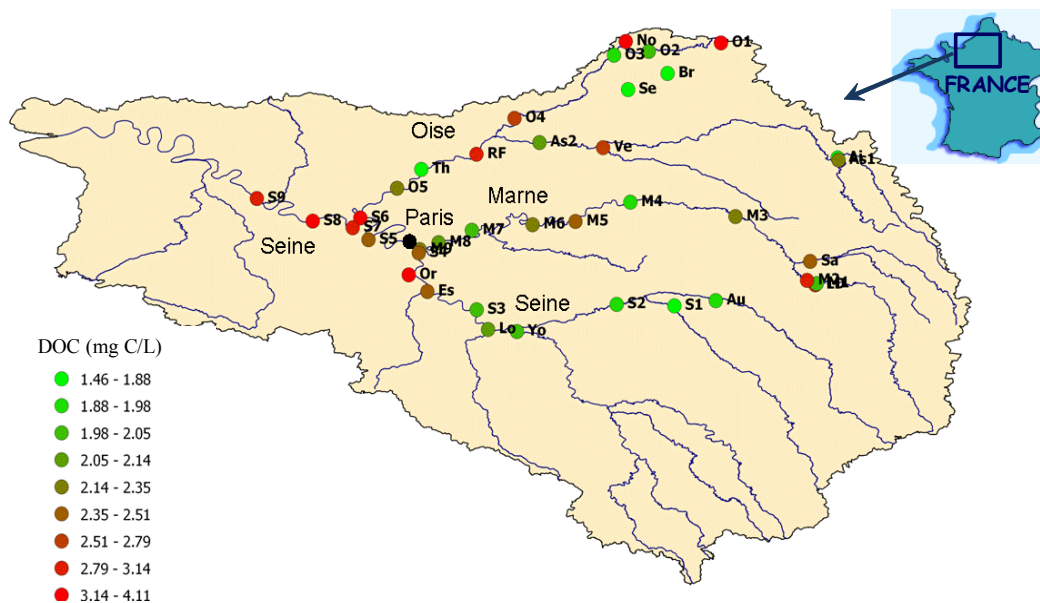 No
O2
O1
O3
Br
Se
FRANCE
O4
Oise
As2
Ve
RF
As1
Th
O5
Marne
M4
S9
S6
S8
S7
Paris
M7
M6
M5
M3
Seine
S5
M8
S4
Sa
Or
M2
Es
Seine
S3
S2
S1
Au
Lo
Yo
DOC (mg C/L)
1.46 - 1.88
1.88 - 1.98
1.98 - 2.05
2.05 - 2.14
2.14 - 2.35
2.35 - 2.51
2.51 - 2.79
2.79 - 3.14
3.14 - 4.11